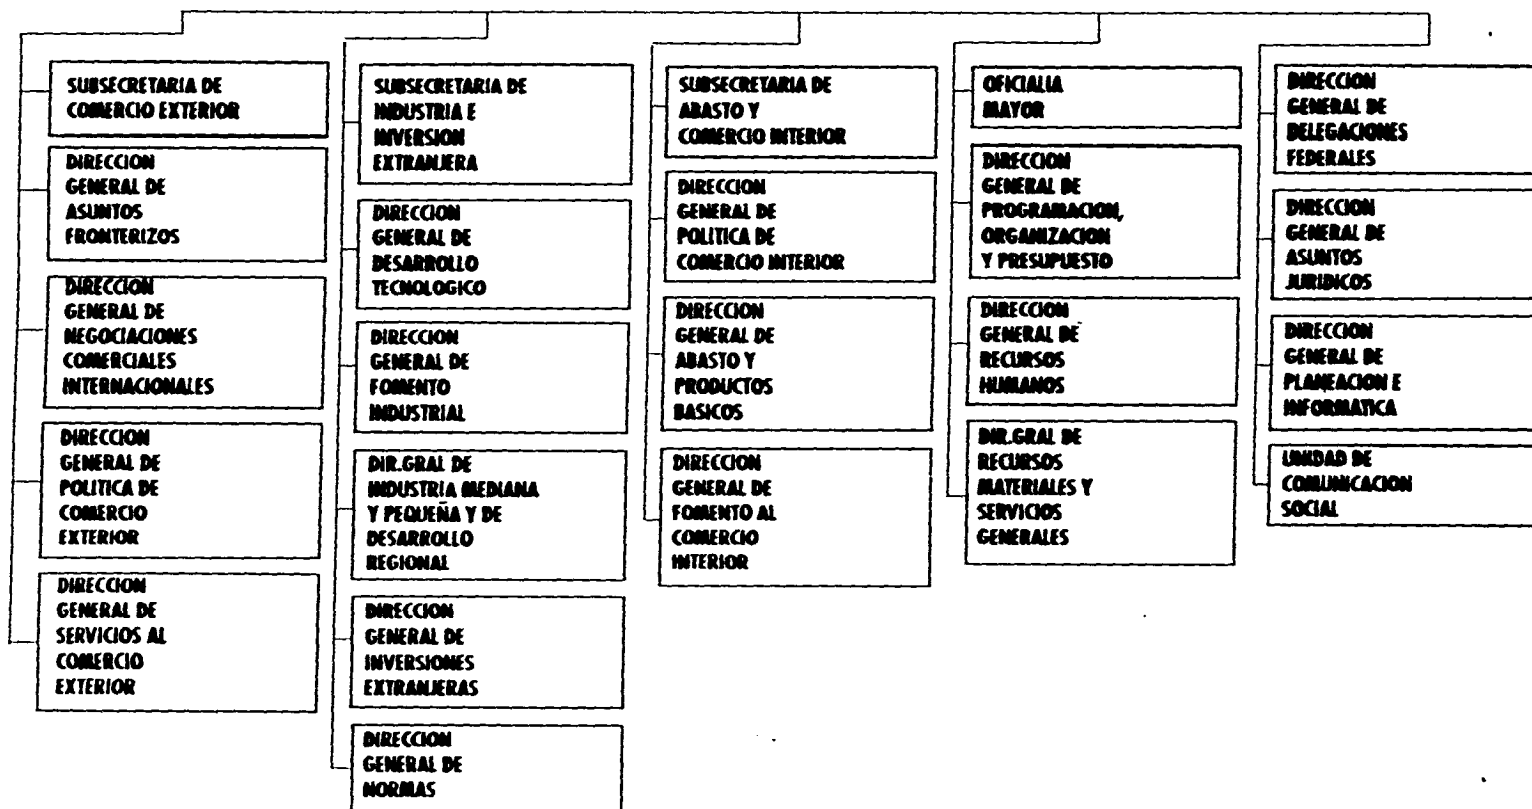 SUBSECRETARIA DE
COMERCIO EXTERIOR
DIRECCION
GENERAL DE
ASUNTOS
FRONTERIZOS
DIRECCION
GENERAL DE
NEGOCIACIONES
COMERCIALES
INTERNACIONALES
DIRECCION
GENERAL DE
POLITICA DE
COMERCIO
EXTERIOR
DIRECCION
GENERAL DE
SERVICIOS AL
COMERCIO
EXTERIOR
SUBSECRETARIA DE
INDUSTRIA E
INVERSION
EXTRANJERA
DIRECCION
GENERAL DE
DESARROLLO
TECNOLOGICO
DIRECCION
GENERAL DE
FOMENTO
INDUSTRIAL
DIR.GRAL DE
INDUSTRIA MEDIANA
Y PEQUEÑA Y DE
DESARROLLO
REGIONAL
DIRECCION
GENERAL DE
INVERSIONES
EXTRANJERAS
DIRECCION
GENERAL DE
NORMAS
SUBSECRETARIA DE
ABASTO Y
COMERCIO INTERIOR
DIRECCION
GENERAL DE
POLITICA DE
COMERCIO INTERIOR
DIRECCION
GENERAL DE
ABASTO Y
PRODUCTOS
BASICOS
DIRECCION
GENERAL DE
FOMENTO AL
COMERCIO
INTERIOR
OFICIALIA
MAYOR
DIRECCION
GENERAL DE
PROGRAMACION,
ORGANIZACION
Y PRESUPUESTO
DIRECCION
GENERAL DE
RECURSOS
HUMANOS
DIR.GRAL DE
RECURSOS
MATERIALES Y
SERVICIOS
GENERALES
DIRECCION
GENERAL DE
DELEGACIONES
FEDERALES
DIRECCION
GENERAL DE
ASUNTOS
JURIDICOS
DIRECCION
GENERAL DE
PLANEACION E
INFORMATICA
UNIDAD DE
COMUNICACION
SOCIAL